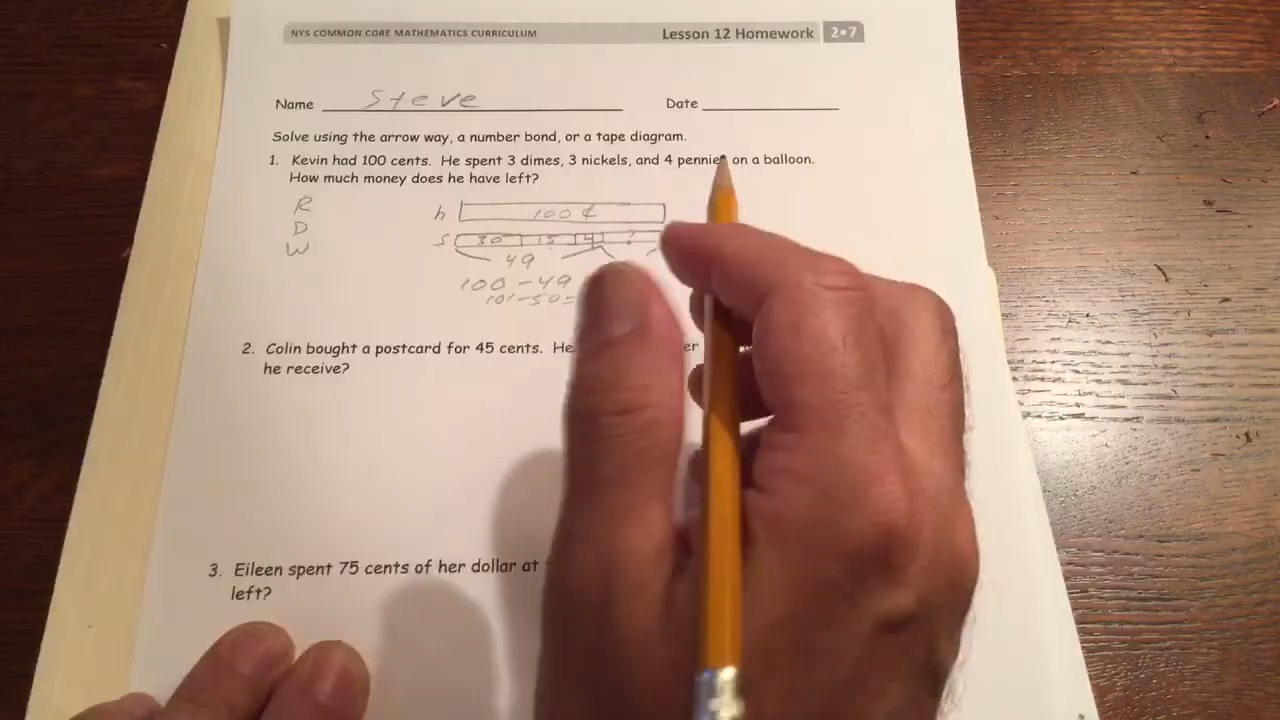 NYS COMMON CORE MATHEMATICS CURRICULUM Lesson 12 Homework 2•7
Name Steve Date
Solve using the arrow way, a number bond, or a tape diagram.
1. Kevin had 100 cents. He spent 3 dimes, 3 nickels, and 4 pennies on a balloon.
How much money does he have left?
R
D
W
h 100 ¢
s 30 15 4 ?
49
100 - 49
101-50=
2. Colin bought a postcard for 45 cents. He
he receive?
3. Eileen spent 75 cents of her dollar at
left?